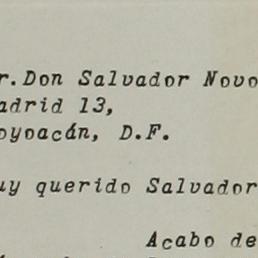 r. Don Salvador Novo
adrid 13,
oyoacán, D.F.
uy querido Salvador
Acabo de